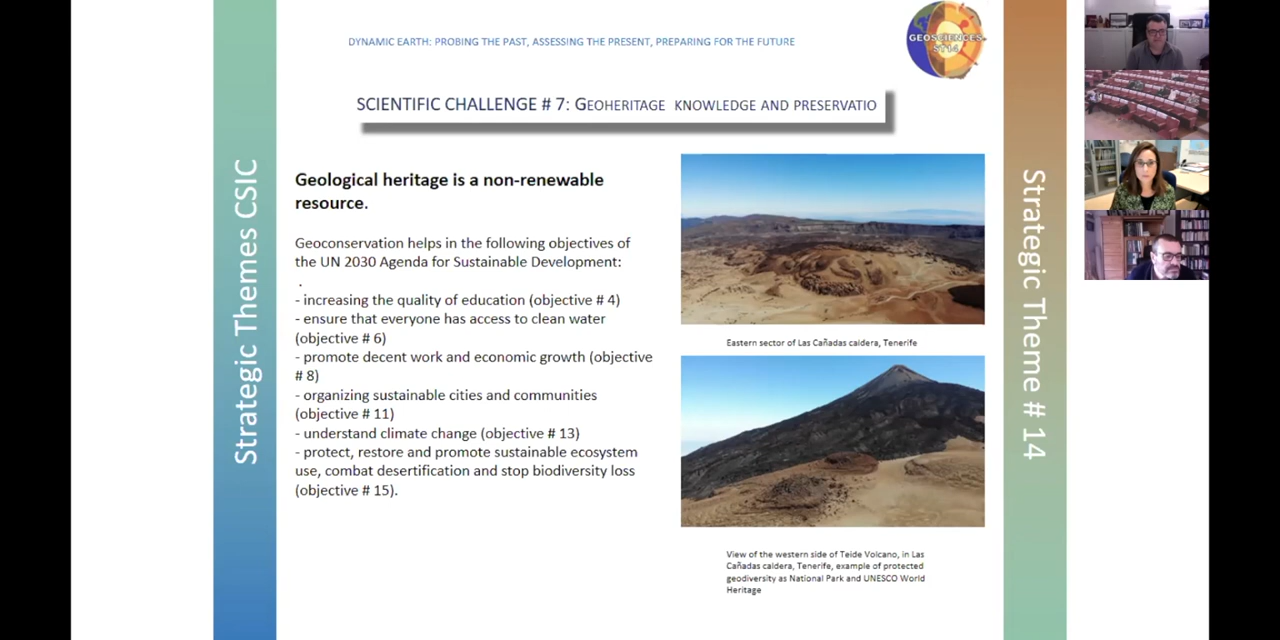 DYNAMIC EARTH: PROBING THE PAST, ASSESSING THE PRESENT, PREPARING FOR THE FUTURE
GEOSCIENCES-
ST14
SCIENTIFIC CHALLENGE # 7: GEOHERITAGE KNOWLEDGE AND PRESERVATIO
Strategic Themes CSIC
Geological heritage is a non-renewable
resource.
Geoconservation helps in the following objectives of
the UN 2030 Agenda for Sustainable Development:
.
- increasing the quality of education (objective # 4)
- ensure that everyone has access to clean water
(objective # 6)
- promote decent work and economic growth (objective
# 8)
- organizing sustainable cities and communities
(objective # 11)
- understand climate change (objective # 13)
- protect, restore and promote sustainable ecosystem
use, combat desertification and stop biodiversity loss
(objective # 15).
Eastern sector of Las Cañadas caldera, Tenerife
View of the western side of Teide Volcano, in Las
Cañadas caldera, Tenerife, example of protected
geodiversity as National Park and UNESCO World
Heritage
Strategic Theme # 14